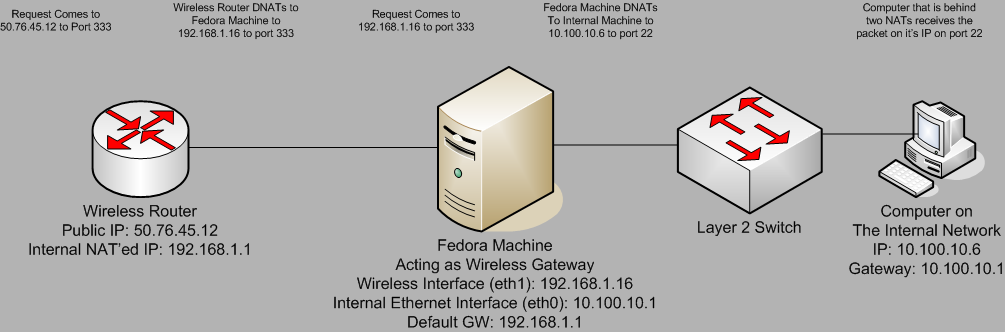 Request Comes to
50.76.45.12 to Port 333
Wireless Router DNATs to
Fedora Machine to
192.168.1.16 to port 333
Request Comes to
192.168.1.16 to port 333
Fedora Machine DNATs
To Internal Machine to
10.100.10.6 to port 22
Computer that is behind
two NATs receives the
packet on it's IP on port 22
Wireless Router
Public IP: 50.76.45.12
Internal NAT'ed IP: 192.168.1.1
Fedora Machine
Acting as Wireless Gateway
Wireless Interface (eth1): 192.168.1.16
Internal Ethernet Interface (eth0): 10.100.10.1
Default GW: 192.168.1.1
Layer 2 Switch
Computer on
The Internal Network
IP: 10.100.10.6
Gateway: 10.100.10.1